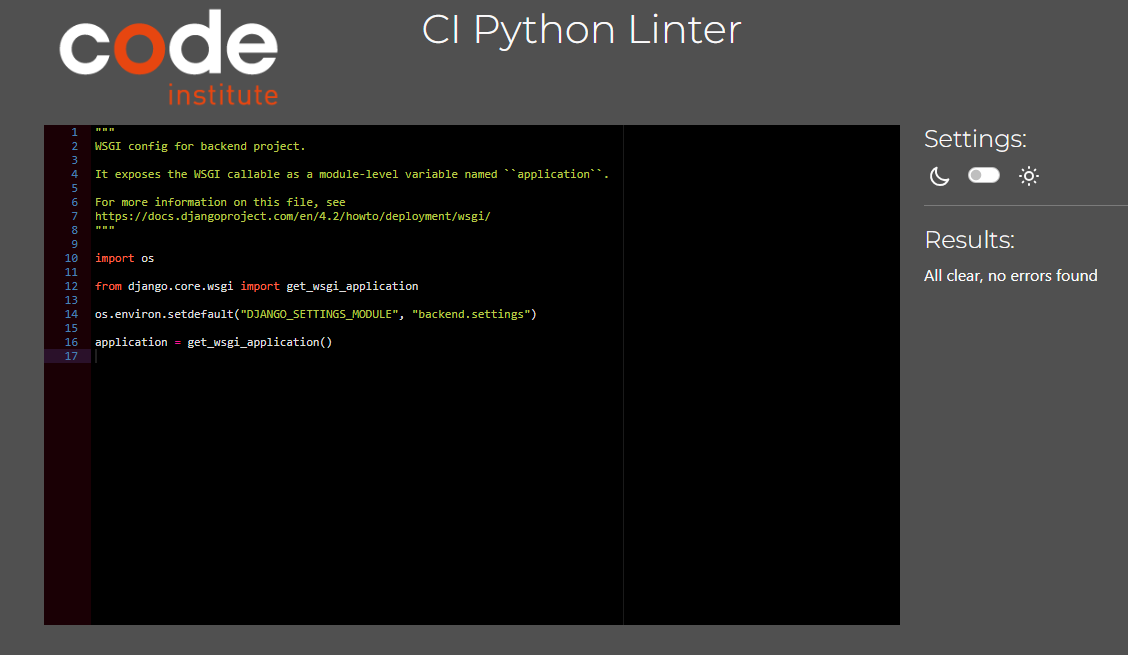 code
institute
CI Python Linter
1 """
2 WSGI config for backend project.
3
4 It exposes the WSGI callable as a module-level variable named ``application``.
5
6 For more information on this file, see
7 https://docs.djangoproject.com/en/4.2/howto/deployment/wsgi/
8 """
9
10 import os
11
12 from django.core.wsgi import get_wsgi_application
13
14 os.environ.setdefault("DJANGO_SETTINGS_MODULE", "backend.settings")
15
16 application = get_wsgi_application()
17
Settings:
Results:
All clear, no errors found